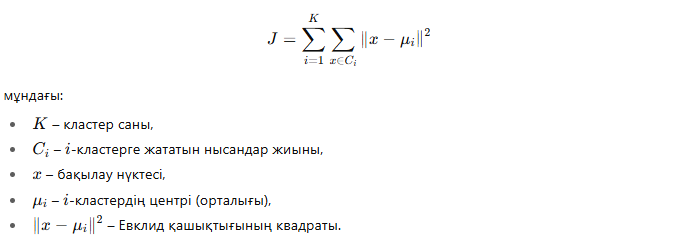 J = \sum_{i=1}^{K} \sum_{x \in C_i} \|x - \mu_i\|^2
мұндағы:
• K – кластер саны,
• C_i – i-кластерге жататын нысандар жиыны,
• x – бақылау нүктесі,
• μ_i – i-кластердің центрі (орталығы),
• \|x - \mu_i\|^2 – Евклид қашықтығының квадраты.